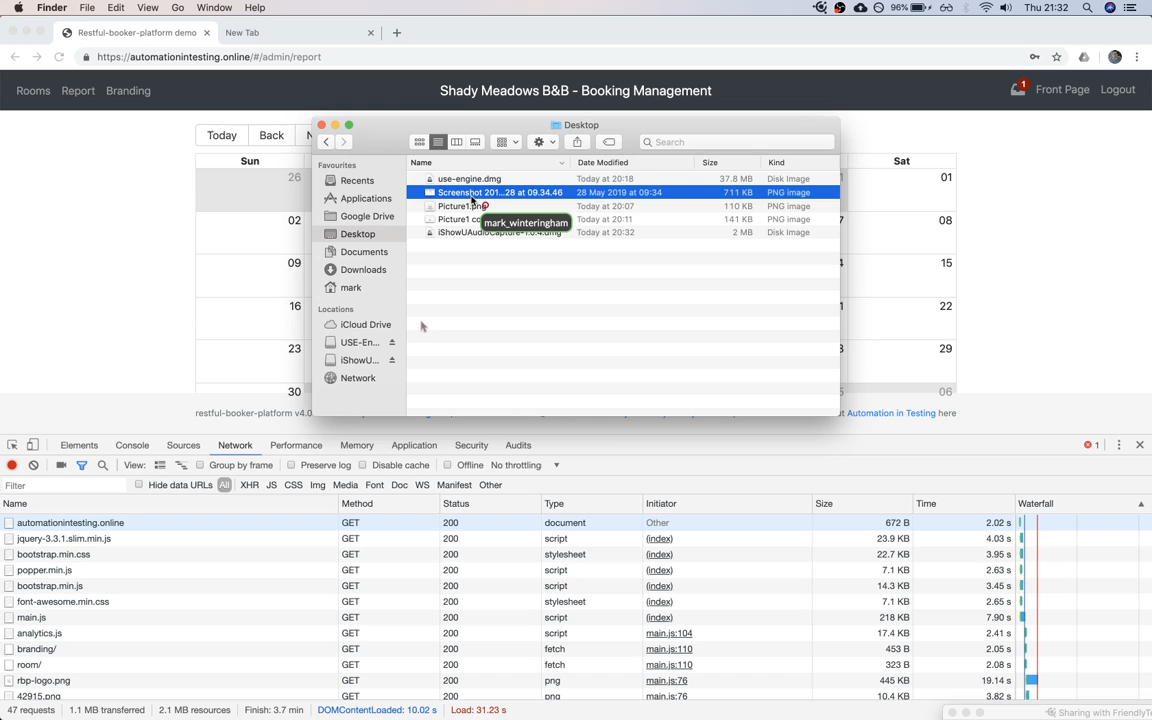 Finder File Edit View Go Window Help 96% Thu 21:32
Restful-booker-platform demo New Tab
https://automationintesting.online/#/admin/report
Rooms Report Branding Shady Meadows B&B - Booking Management 1 Front Page Logout
Today Back
Desktop
Search
Sun Sat
Favourites
Name Date Modified Size Kind
Recents
Applications
Google Drive
Desktop
Documents
Downloads
mark
Locations
iCloud Drive
USE-En...
iShowU...
Network
use-engine.dmg Today at 20:18 37.8 MB Disk Image
Screenshot 201...28 at 09.34.46 28 May 2019 at 09:34 711 KB PNG image
Picture1.png Today at 20:07 110 KB PNG image
Picture1 co Today at 20:11 141 KB PNG image
mark_winteringham
iShowUAudioCapture-1.0.4.dmg Today at 20:32 2 MB Disk Image
26 01
02 08
09 15
16 22
23 29
30 06
restful-booker-platform v4.0 Automation in Testing here
Elements Console Sources Network Performance Memory Application Security Audits 1
View: Group by frame Preserve log Disable cache Offline No throttling
Filter Hide data URLs All XHR JS CSS Img Media Font Doc WS Manifest Other
Name Method Status Type Initiator Size Time Waterfall
automationintesting.online GET 200 document Other 672 B 2.02 s
jquery-3.3.1.slim.min.js GET 200 script (index) 23.9 KB 4.03 s
bootstrap.min.css GET 200 stylesheet (index) 22.7 KB 3.95 s
popper.min.js GET 200 script (index) 7.1 KB 2.63 s
bootstrap.min.js GET 200 script (index) 14.3 KB 3.45 s
font-awesome.min.css GET 200 stylesheet (index) 7.1 KB 2.65 s
main.js GET 200 script (index) 218 KB 7.90 s
analytics.js GET 200 script main.js:104 17.4 KB 2.41 s
branding/ GET 200 fetch main.js:110 453 B 2.05 s
room/ GET 200 fetch main.js:110 323 B 2.08 s
rbp-logo.png GET 200 png main.js:76 445 KB 19.14 s
42915.png GET 200 png main.js:76 10.4 KB 3.82 s
47 requests 1.1 MB transferred 2.1 MB resources Finish: 3.7 min DOMContentLoaded: 10.02 s Load: 31.23 s
Sharing with FriendlyTe